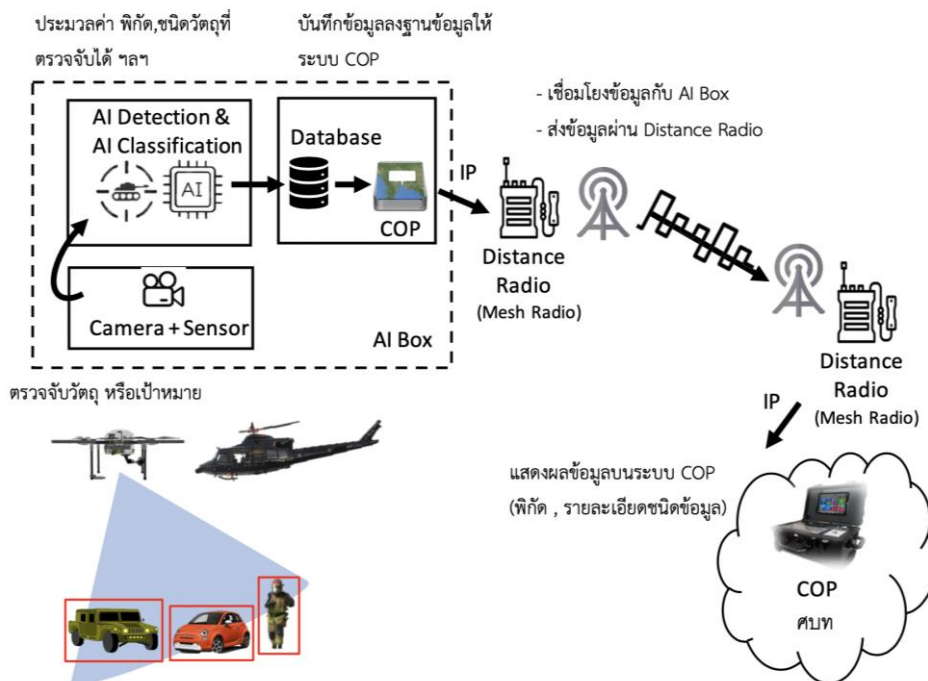 ประมวลค่า พิกัด,ชนิดวัตถุที่
ตรวจจับได้ ฯลฯ
บันทึกข้อมูลลงฐานข้อมูลให้
ระบบ COP
AI Detection &
AI Classification
AI
Database
COP
Camera + Sensor
AI Box
IP
- เชื่อมโยงข้อมูลกับ AI Box
- ส่งข้อมูลผ่าน Distance Radio
Distance
Radio
(Mesh Radio)
Distance
Radio
(Mesh Radio)
IP
ตรวจจับวัตถุ หรือเป้าหมาย
แสดงผลข้อมูลบนระบบ COP
(พิกัด , รายละเอียดชนิดข้อมูล)
COP
ศบท